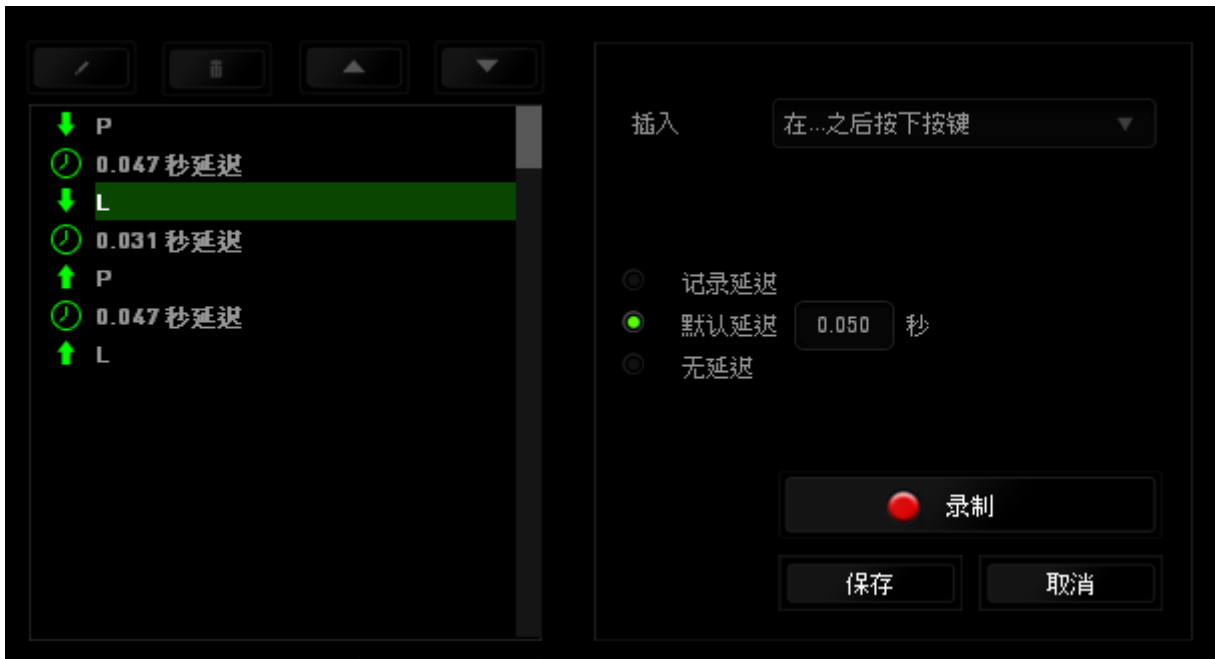 P
0.047 秒延迟
L
0.031 秒延迟
P
0.047 秒延迟
L
插入 在...之后按下按键
记录延迟
默认延迟 0.050 秒
无延迟
录制
保存 取消